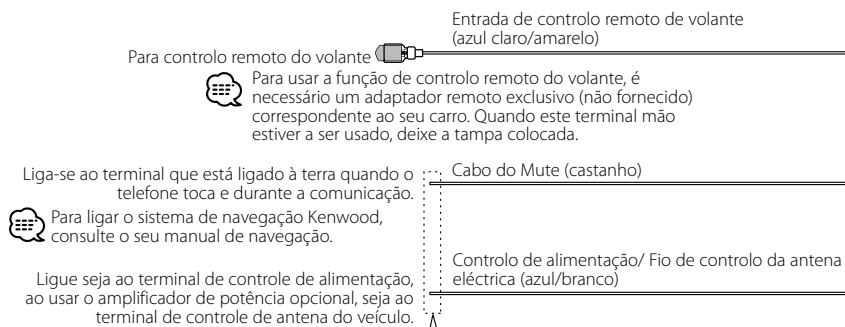 Entrada de controlo remoto de volante
(azul claro/amarelo)
Para controlo remoto do volante
Para usar a função de controlo remoto do volante, é
necessário um adaptador remoto exclusivo (não fornecido)
correspondente ao seu carro. Quando este terminal mão
estiver a ser usado, deixe a tampa colocada.
Liga-se ao terminal que está ligado à terra quando o
telefone toca e durante a comunicação.
Cabo do Mute (castanho)
Para ligar o sistema de navegação Kenwood,
consulte o seu manual de navegação.
Controlo de alimentação/ Fio de controlo da antena
eléctrica (azul/branco)
Ligue seja ao terminal de controle de alimentação,
ao usar o amplificador de potência opcional, seja ao
terminal de controle de antena do veículo.